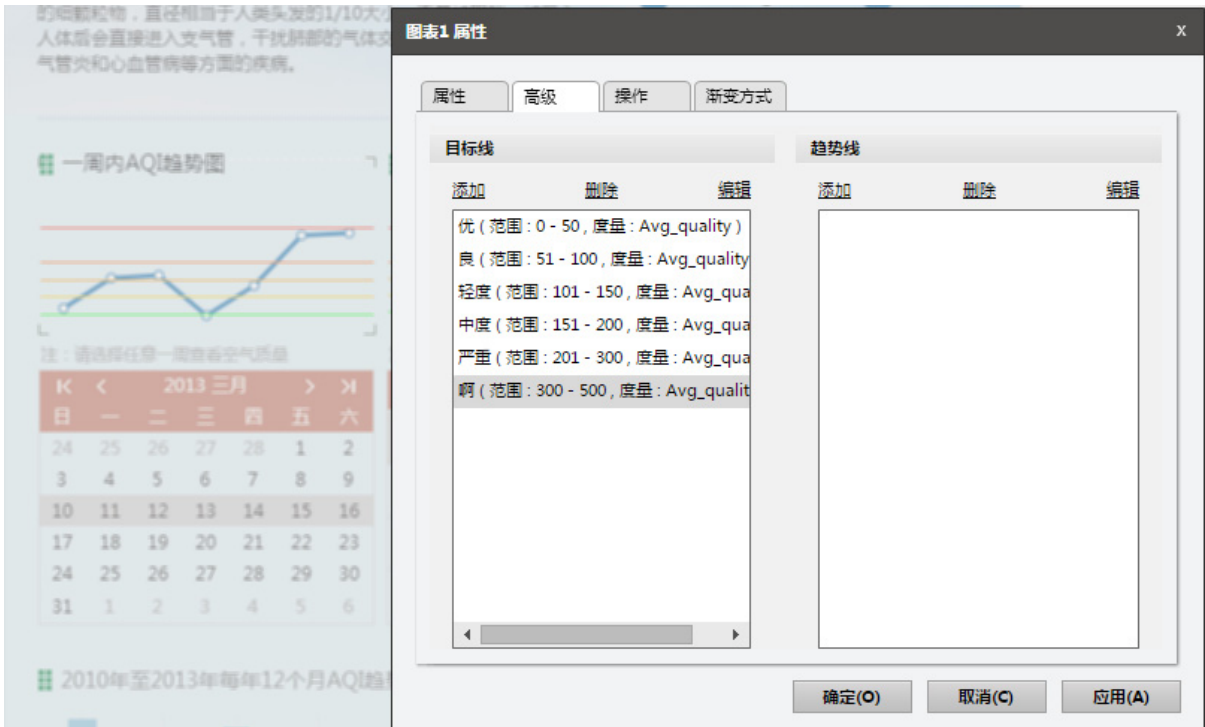 的细颗粒物，直径相当于人类头发的1/10大小
人体后会直接进入支气管，干扰肺部的气体交
气管炎和心血管病等方面的疾病。
一周内AQI趋势图
注：请选择任意一周查看空气质量
2013 三月
日 一 二 三 四 五 六
24 25 26 27 28 1 2
3 4 5 6 7 8 9
10 11 12 13 14 15 16
17 18 19 20 21 22 23
24 25 26 27 28 29 30
31 1 2 3 4 5 6
2010年至2013年每年12个月AQI趋
图表1 属性 X
属性 高级 操作 渐变方式
目标线
添加 删除 编辑
优 ( 范围 : 0 - 50 , 度量 : Avg_quality )
良 ( 范围 : 51 - 100 , 度量 : Avg_quality
轻度 ( 范围 : 101 - 150 , 度量 : Avg_qua
中度 ( 范围 : 151 - 200 , 度量 : Avg_qua
严重 ( 范围 : 201 - 300 , 度量 : Avg_qua
啊 ( 范围 : 300 - 500 , 度量 : Avg_qualit
趋势线
添加 删除 编辑
确定(O) 取消(C) 应用(A)